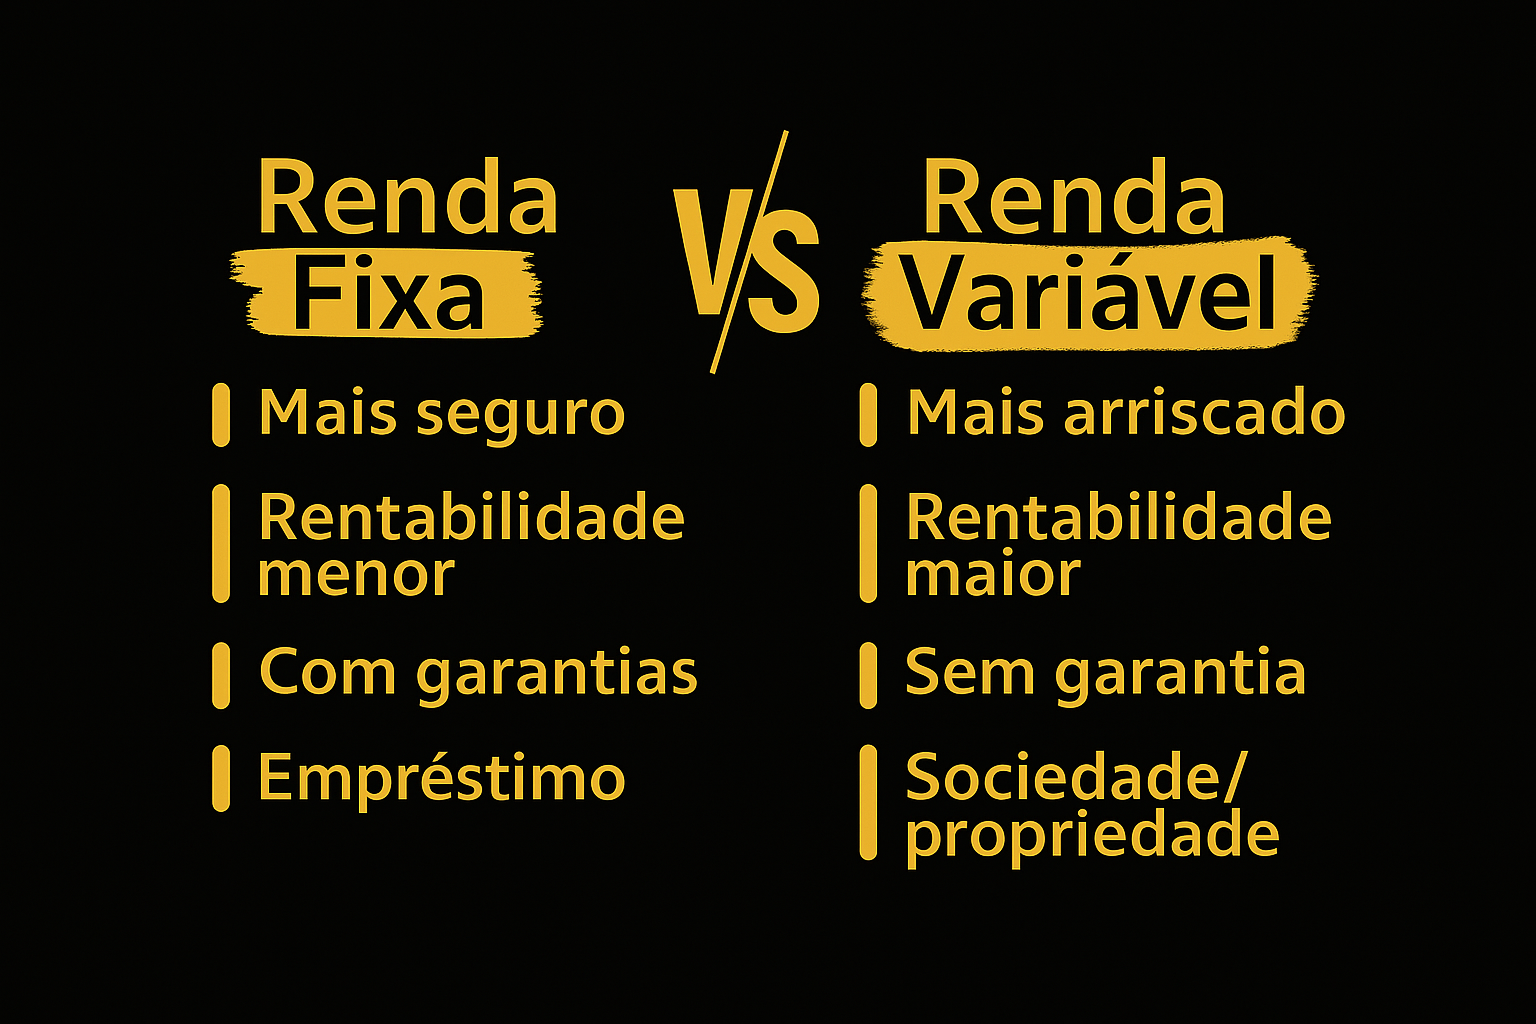 Renda
Fixa
VS
Renda
Variável
Mais seguro
Rentabilidade
menor
Com garantias
Empréstimo
Mais arriscado
Rentabilidade
maior
Sem garantia
Sociedade/
propriedade